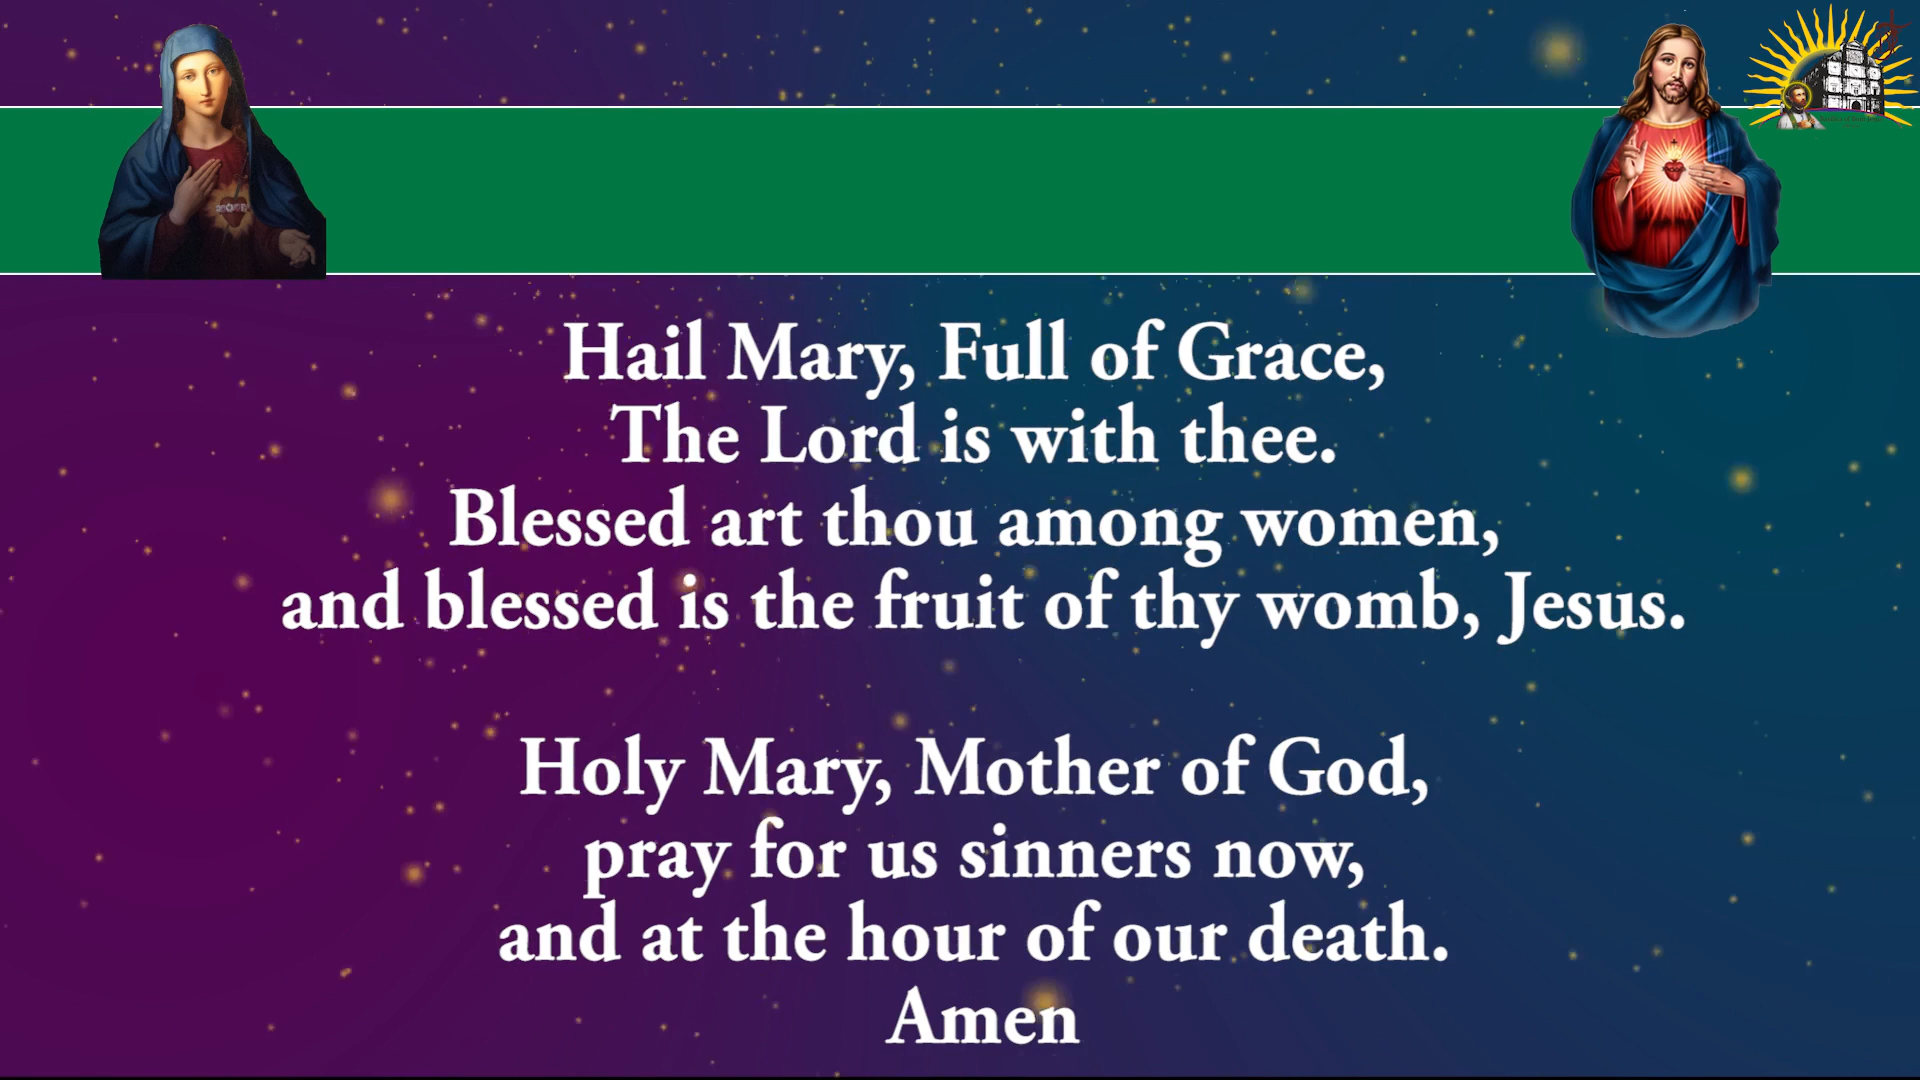 Hail Mary, Full of Grace,
The Lord is with thee.
Blessed art thou among women,
and blessed is the fruit of thy womb, Jesus.
Holy Mary, Mother of God,
pray for us sinners now,
and at the hour of our death.
Amen